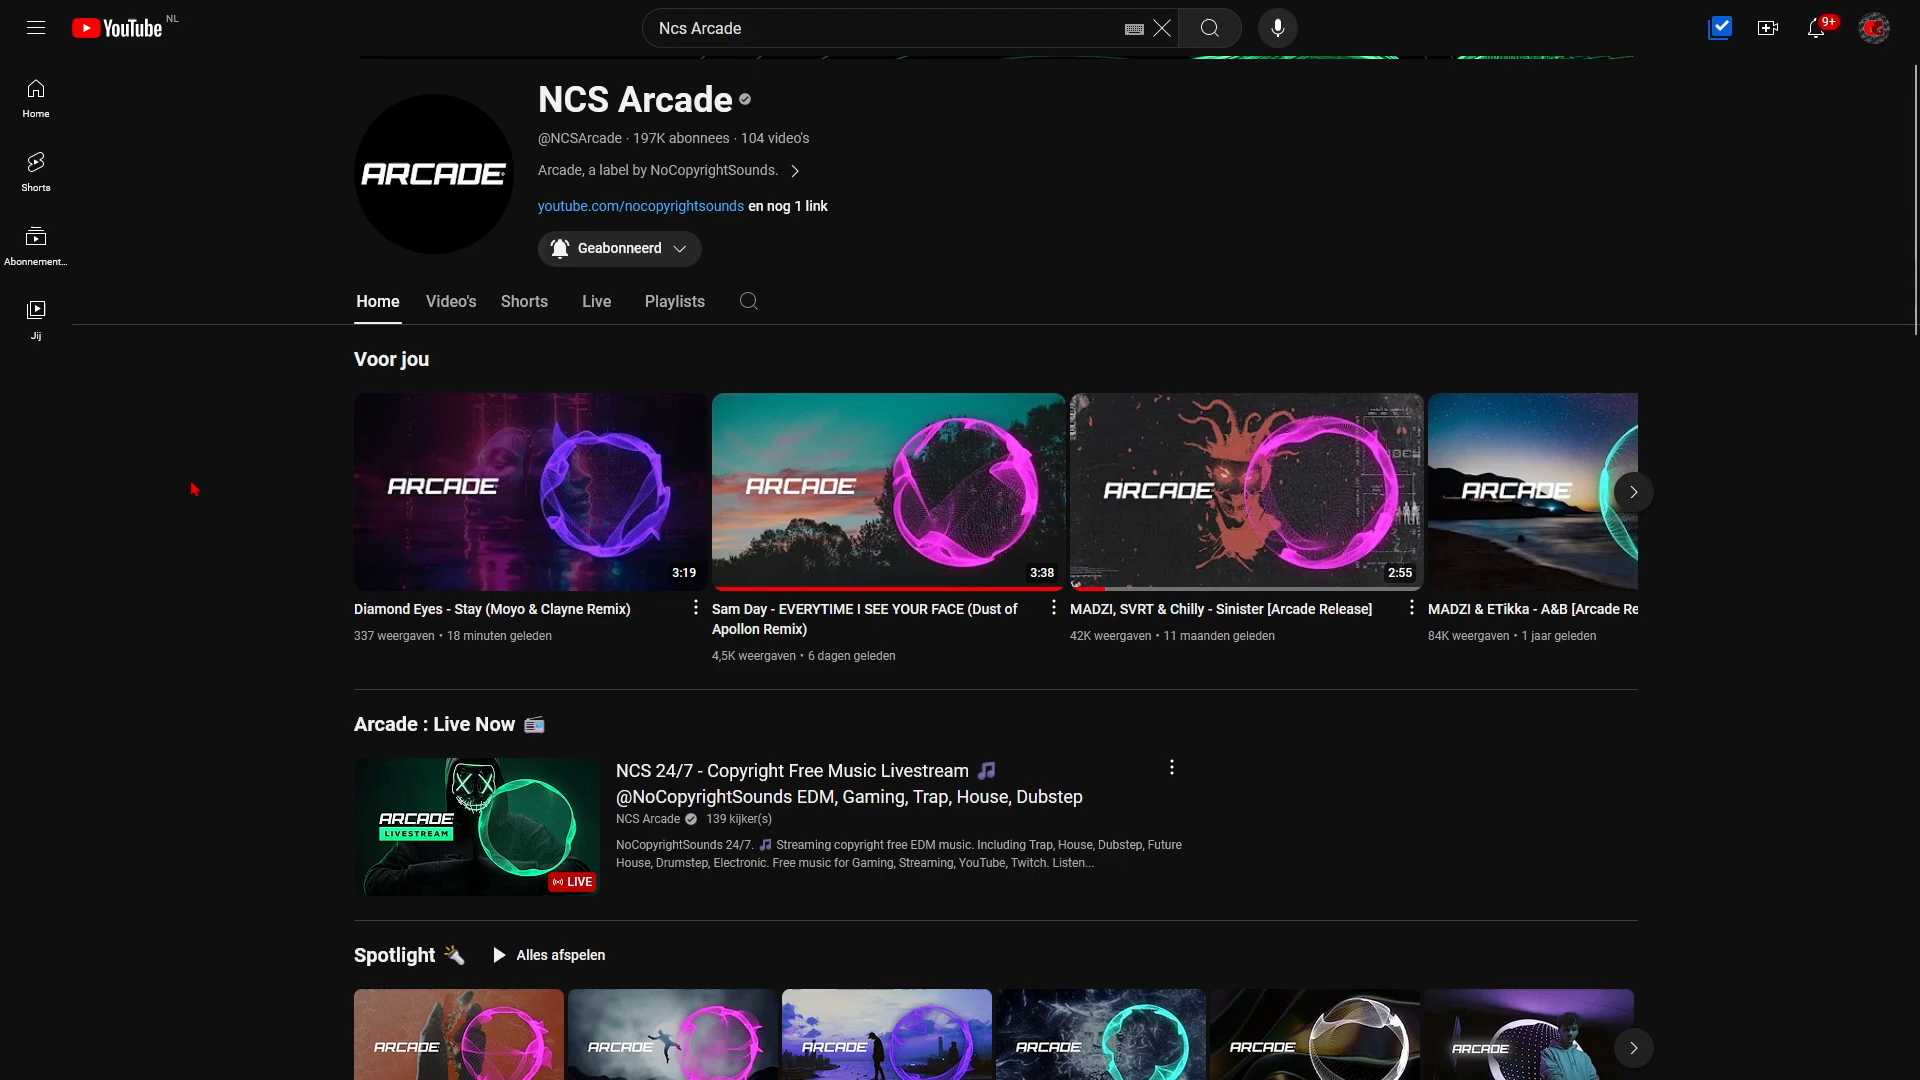 YouTube NL
Ncs Arcade
9+
Home
Shorts
Abonnement...
Jij
ARCADE
NCS Arcade
@NCSArcade · 197K abonnees · 104 video's
Arcade, a label by NoCopyrightSounds.
youtube.com/nocopyrightsounds en nog 1 link
Geabonneerd
Home Video's Shorts Live Playlists
Voor jou
ARCADE
3:19
Diamond Eyes - Stay (Moyo & Clayne Remix)
337 weergaven • 18 minuten geleden
ARCADE
3:38
Sam Day - EVERYTIME I SEE YOUR FACE (Dust of
Apollon Remix)
4,5K weergaven • 6 dagen geleden
ARCADE
2:55
MADZI, SVRT & Chilly - Sinister [Arcade Release]
42K weergaven • 11 maanden geleden
ARCADE
MADZI & ETikka - A&B [Arcade Re
84K weergaven • 1 jaar geleden
Arcade : Live Now 📻
ARCADE
LIVESTREAM
LIVE
NCS 24/7 - Copyright Free Music Livestream 🎵
@NoCopyrightSounds EDM, Gaming, Trap, House, Dubstep
NCS Arcade 139 kijker(s)
NoCopyrightSounds 24/7. 🎵 Streaming copyright free EDM music. Including Trap, House, Dubstep, Future
House, Drumstep, Electronic. Free music for Gaming, Streaming, YouTube, Twitch. Listen...
Spotlight 🔦 Alles afspelen
ARCADE
ARCADE
ARCADE
ARCADE
ARCADE
ARCADE